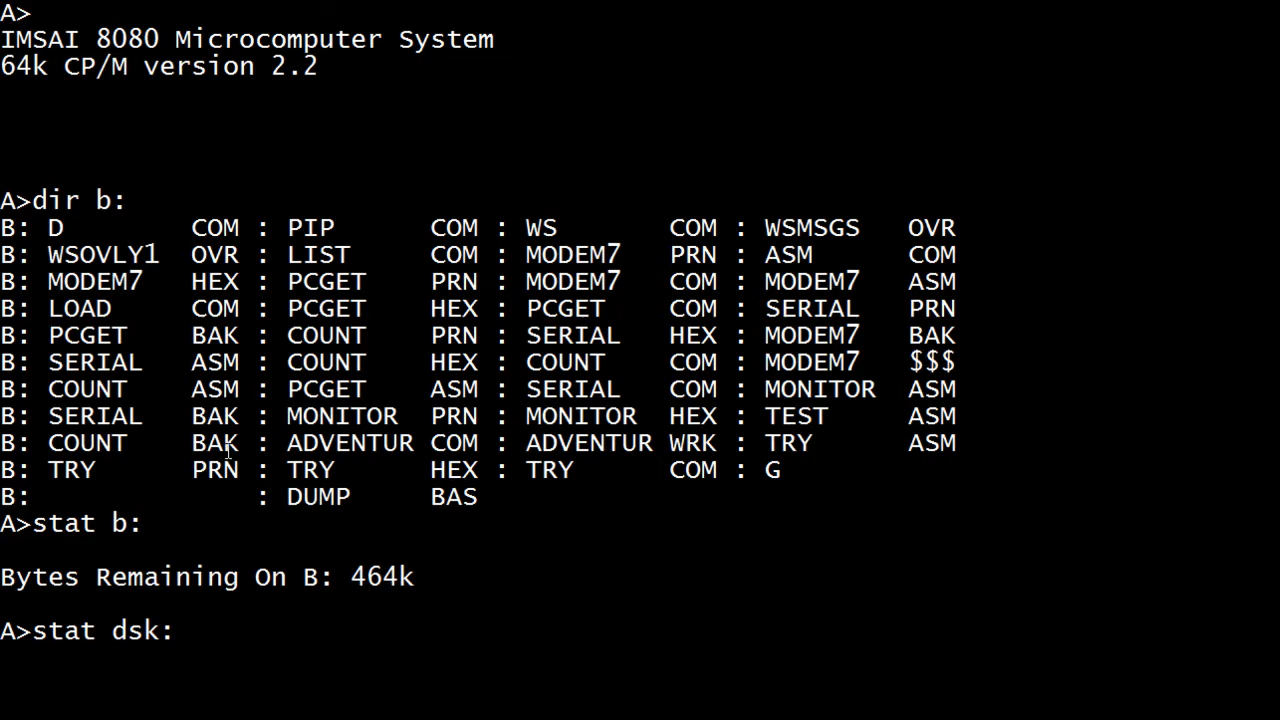 A>
IMSAI 8080 Microcomputer System
64k CP/M version 2.2
A>dir b:
B: D        COM : PIP      COM : WS       COM : WSMSGS   OVR
B: WSOVLY1  OVR : LIST     COM : MODEM7   PRN : ASM      COM
B: MODEM7   HEX : PCGET    PRN : MODEM7   COM : MODEM7   ASM
B: LOAD     COM : PCGET    HEX : PCGET    COM : SERIAL   PRN
B: PCGET    BAK : COUNT    PRN : SERIAL   HEX : MODEM7   BAK
B: SERIAL   ASM : COUNT    HEX : COUNT    COM : MODEM7   $$$
B: COUNT    ASM : PCGET    ASM : SERIAL   COM : MONITOR  ASM
B: SERIAL   BAK : MONITOR  PRN : MONITOR  HEX : TEST     ASM
B: COUNT    BAK : ADVENTUR COM : ADVENTUR WRK : TRY      ASM
B: TRY      PRN : TRY      HEX : TRY      COM : G
B:              : DUMP     BAS
A>stat b:
Bytes Remaining On B: 464k
A>stat dsk: